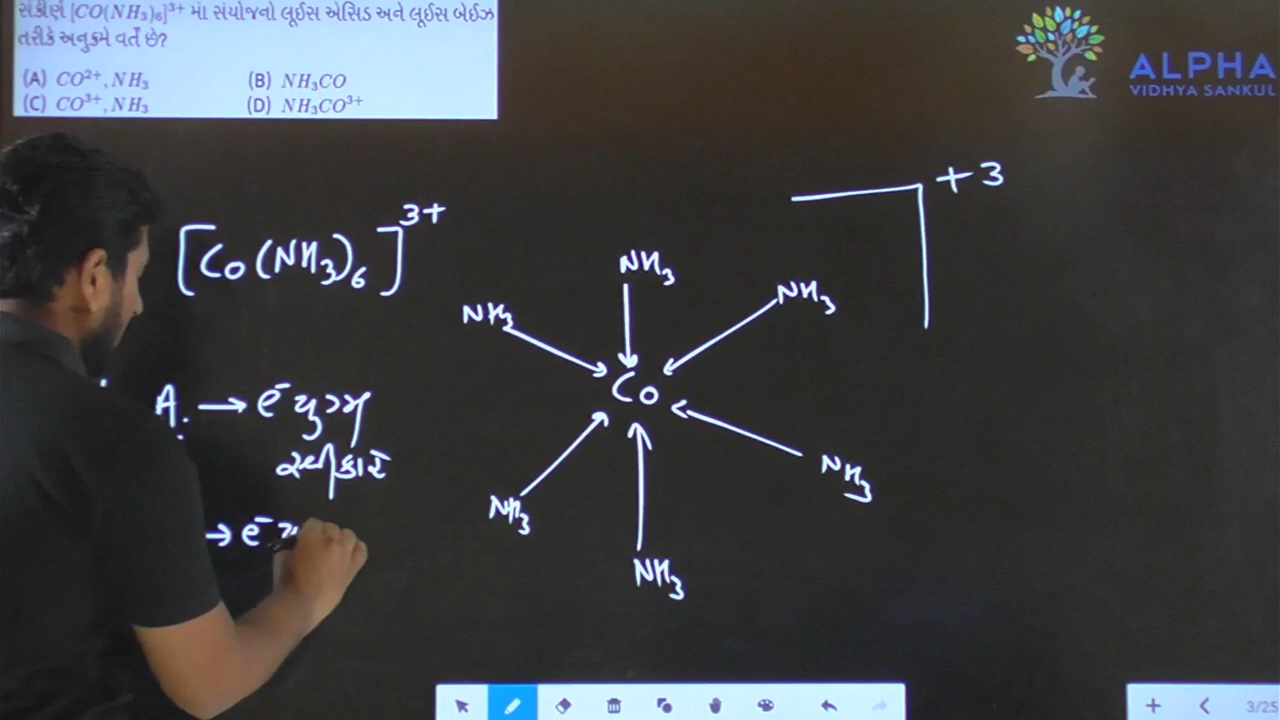 સંકીર્ણ [CO(NH₃)₆]³⁺ માં સંયોજનો લૂઈસ એસિડ અને લૂઈસ બેઈઝ
તરીકે અનુક્રમે વર્તે છે?
(A) CO²⁺, NH₃ (B) NH₃CO
(C) CO³⁺, NH₃ (D) NH₃CO³⁺
ALPHA
VIDHYA SANKUL
[Co(NH₃)₆]³⁺
+3
NH₃
NH₃
NH₃
Co
A. → e⁻ યુગ્મ
સ્વીકારે
NH₃
NH₃
→ e⁻
NH₃
3/25